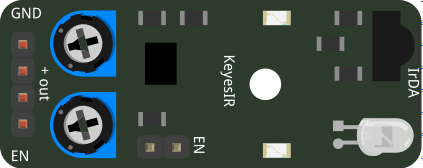 GND
+ out
EN
EN
KeyesIR
IrDA